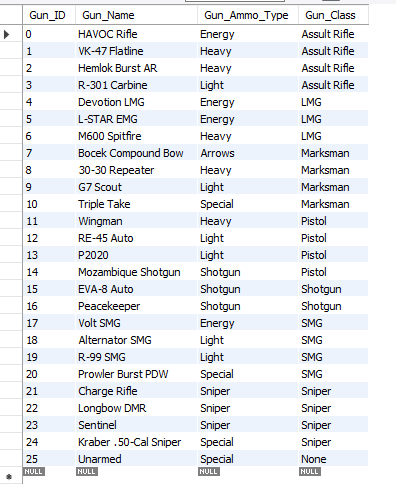 Gun_ID Gun_Name Gun_Ammo_Type Gun_Class
0 HAVOC Rifle Energy Assult Rifle
1 VK-47 Flatline Heavy Assult Rifle
2 Hemlok Burst AR Heavy Assult Rifle
3 R-301 Carbine Light Assult Rifle
4 Devotion LMG Energy LMG
5 L-STAR EMG Energy LMG
6 M600 Spitfire Heavy LMG
7 Bocek Compound Bow Arrows Marksman
8 30-30 Repeater Heavy Marksman
9 G7 Scout Light Marksman
10 Triple Take Special Marksman
11 Wingman Heavy Pistol
12 RE-45 Auto Light Pistol
13 P2020 Light Pistol
14 Mozambique Shotgun Shotgun Pistol
15 EVA-8 Auto Shotgun Shotgun
16 Peacekeeper Shotgun Shotgun
17 Volt SMG Energy SMG
18 Alternator SMG Light SMG
19 R-99 SMG Light SMG
20 Prowler Burst PDW Special SMG
21 Charge Rifle Sniper Sniper
22 Longbow DMR Sniper Sniper
23 Sentinel Sniper Sniper
24 Kraber .50-Cal Sniper Special Sniper
25 Unarmed Special None
NULL NULL NULL NULL